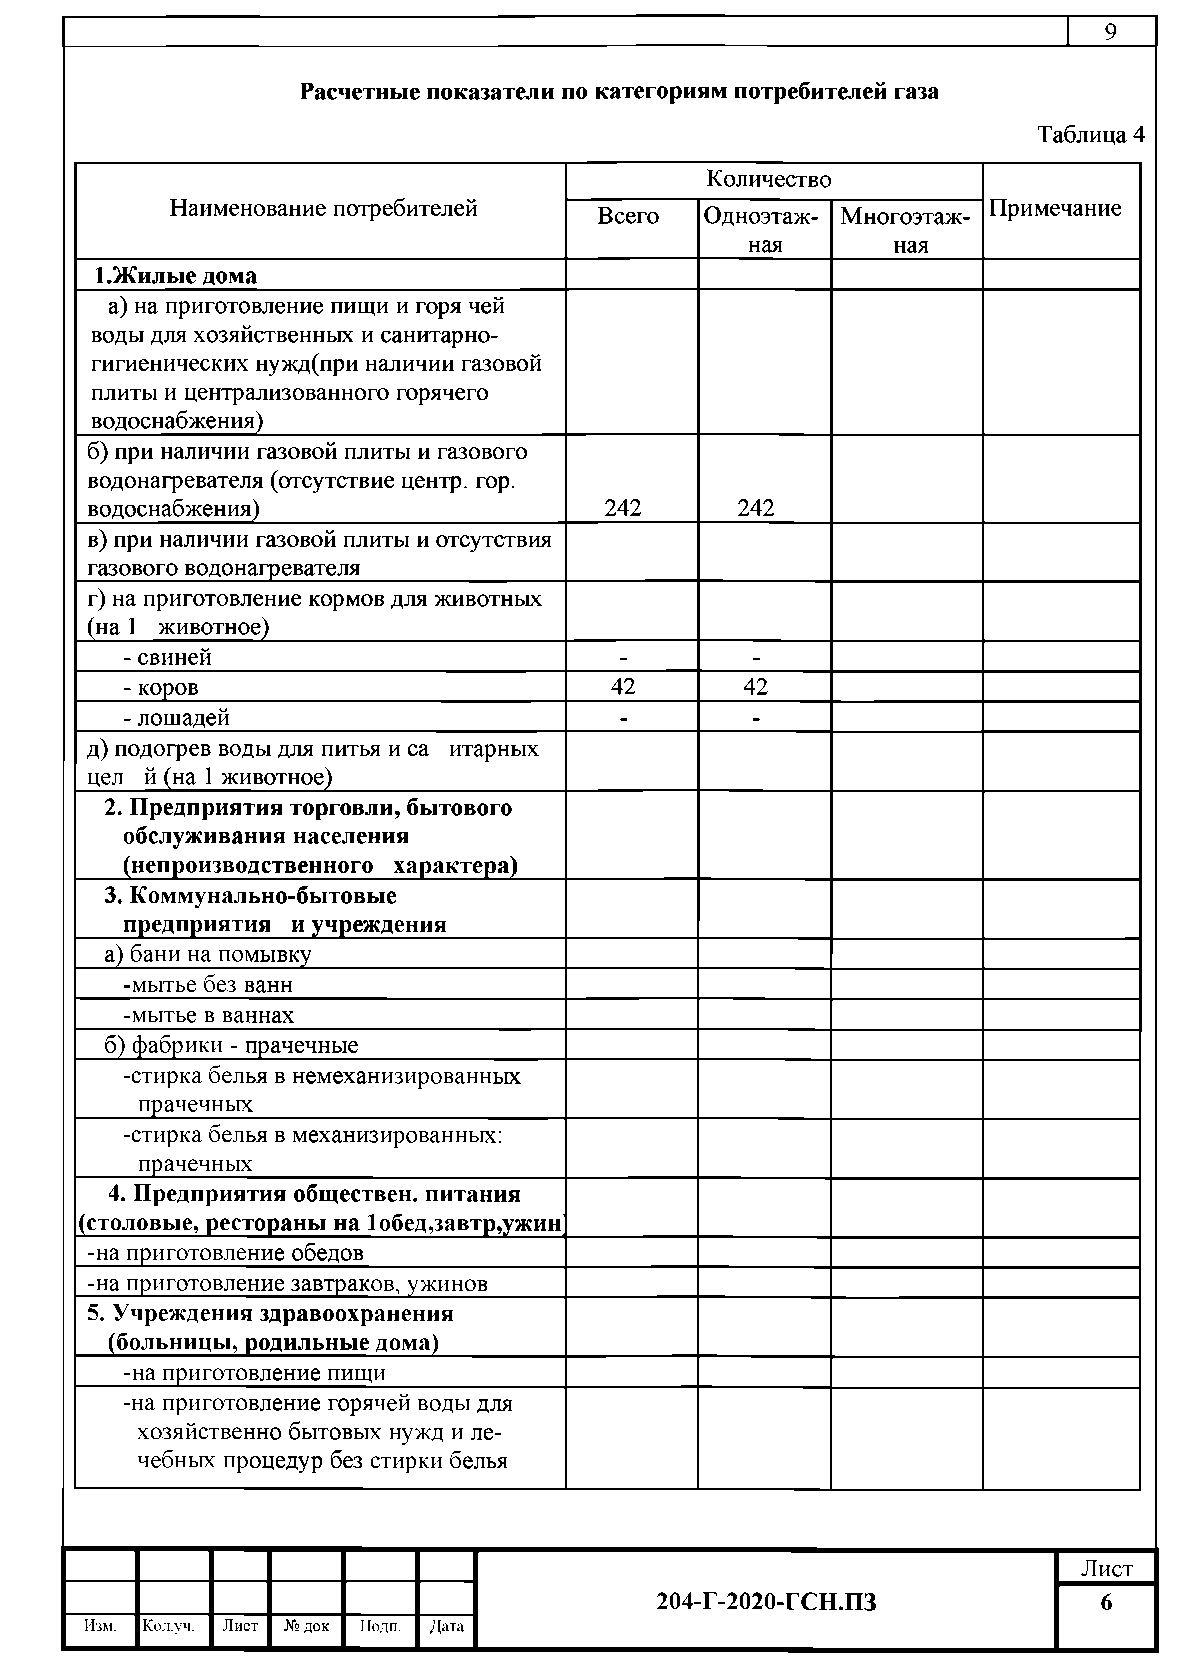 9
Расчетные показатели по категориям потребителей газа
Таблица 4
Наименование потребителей
Количество
Примечание
Всего
Одноэтаж-
ная
Многоэтаж-
ная
1.Жилые дома
а) на приготовление пищи и горя чей
воды для хозяйственных и санитарно-
гигиенических нужд(при наличии газовой
плиты и централизованного горячего
водоснабжения)
б) при наличии газовой плиты и газового
водонагревателя (отсутствие центр. гор.
водоснабжения) 242 242
в) при наличии газовой плиты и отсутствия
газового водонагревателя
г) на приготовление кормов для животных
(на 1 животное)
- свиней - -
- коров 42 42
- лошадей - -
д) подогрев воды для питья и са итарных
цел й (на 1 животное)
2. Предприятия торговли, бытового
обслуживания населения
(непроизводственного характера)
3. Коммунально-бытовые
предприятия и учреждения
а) бани на помывку
-мытье без ванн
-мытье в ваннах
б) фабрики - прачечные
-стирка белья в немеханизированных
прачечных
-стирка белья в механизированных:
прачечных
4. Предприятия обществен. питания
(столовые, рестораны на 1обед,завтр,ужин)
-на приготовление обедов
-на приготовление завтраков, ужинов
5. Учреждения здравоохранения
(больницы, родильные дома)
-на приготовление пищи
-на приготовление горячей воды для
хозяйственно бытовых нужд и ле-
чебных процедур без стирки белья
204-Г-2020-ГСН.ПЗ
Лист
6
Изм. Кол.уч. Лист № док Подп. Дата